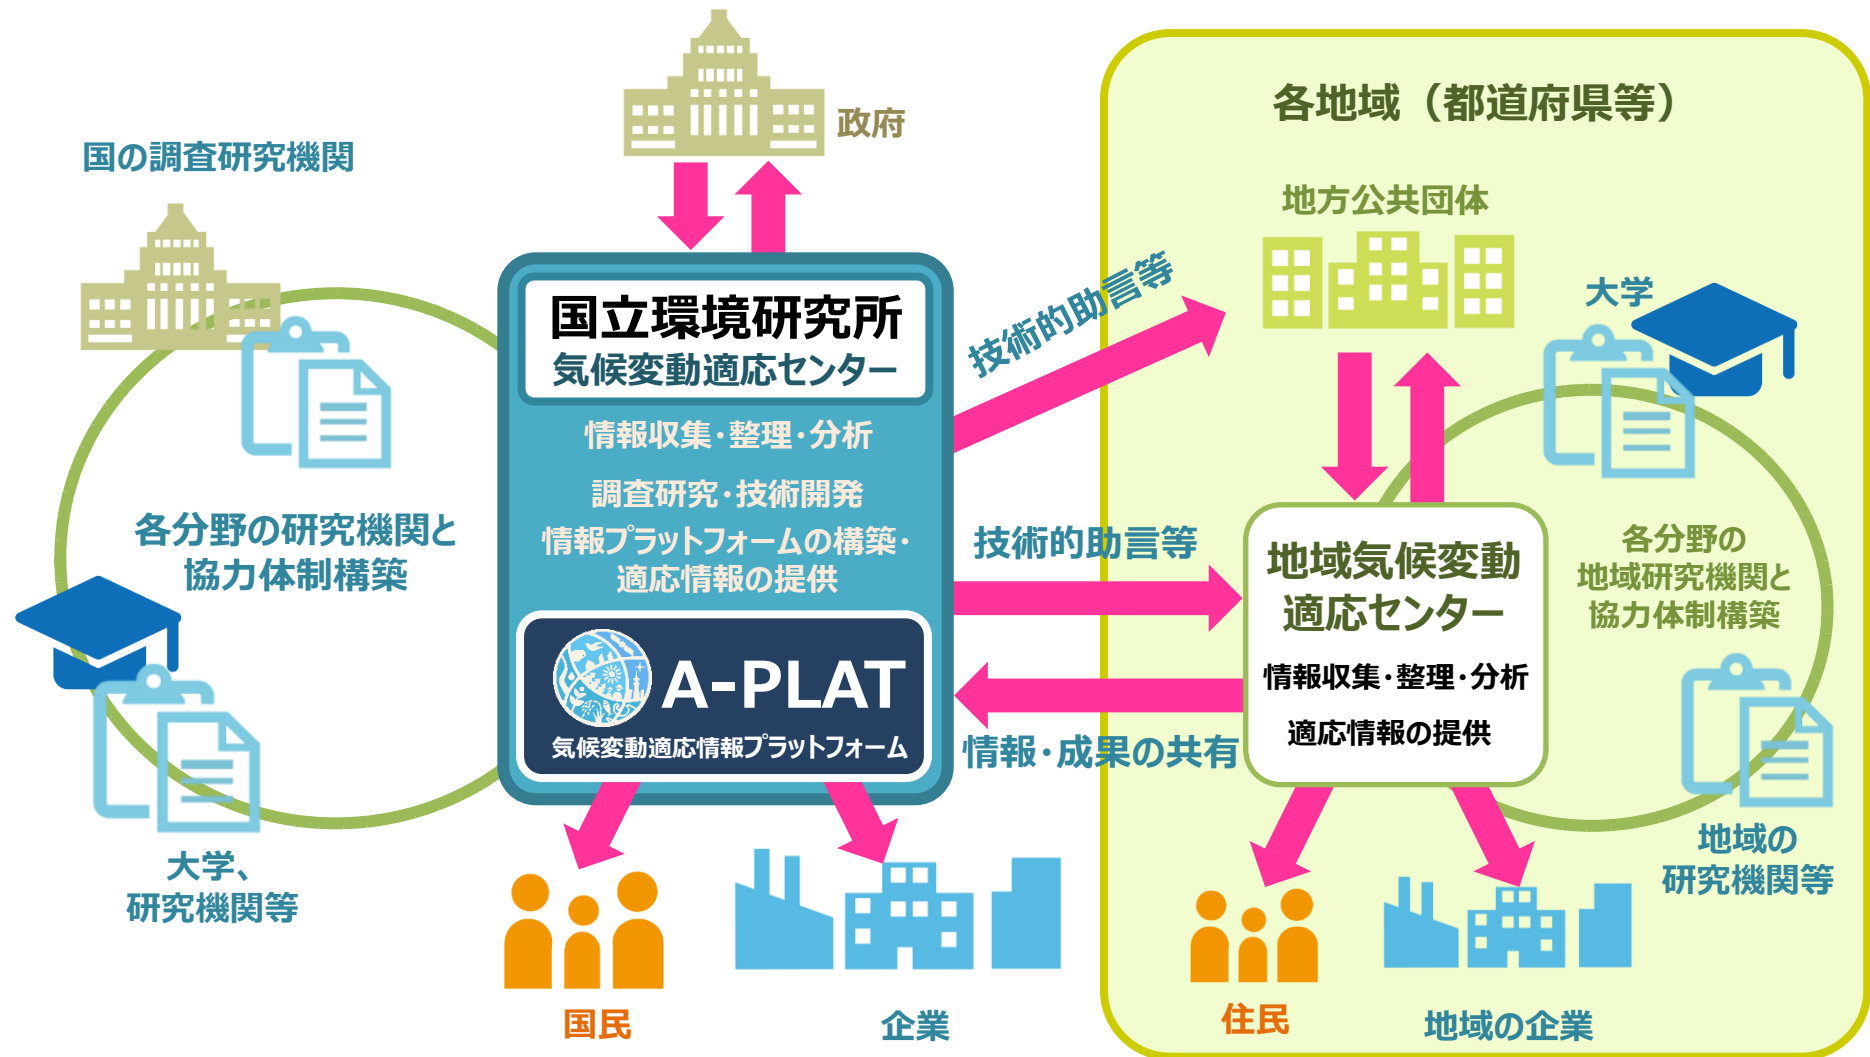 政府
国の調査研究機関
各分野の研究機関と
協力体制構築
大学、
研究機関等
国立環境研究所
気候変動適応センター
情報収集・整理・分析
調査研究・技術開発
情報プラットフォームの構築・
適応情報の提供
A-PLAT
気候変動適応情報プラットフォーム
国民
企業
技術的助言等
技術的助言等
情報・成果の共有
各地域（都道府県等）
地方公共団体
大学
地域気候変動
適応センター
情報収集・整理・分析
適応情報の提供
各分野の
地域研究機関と
協力体制構築
地域の
研究機関等
住民
地域の企業